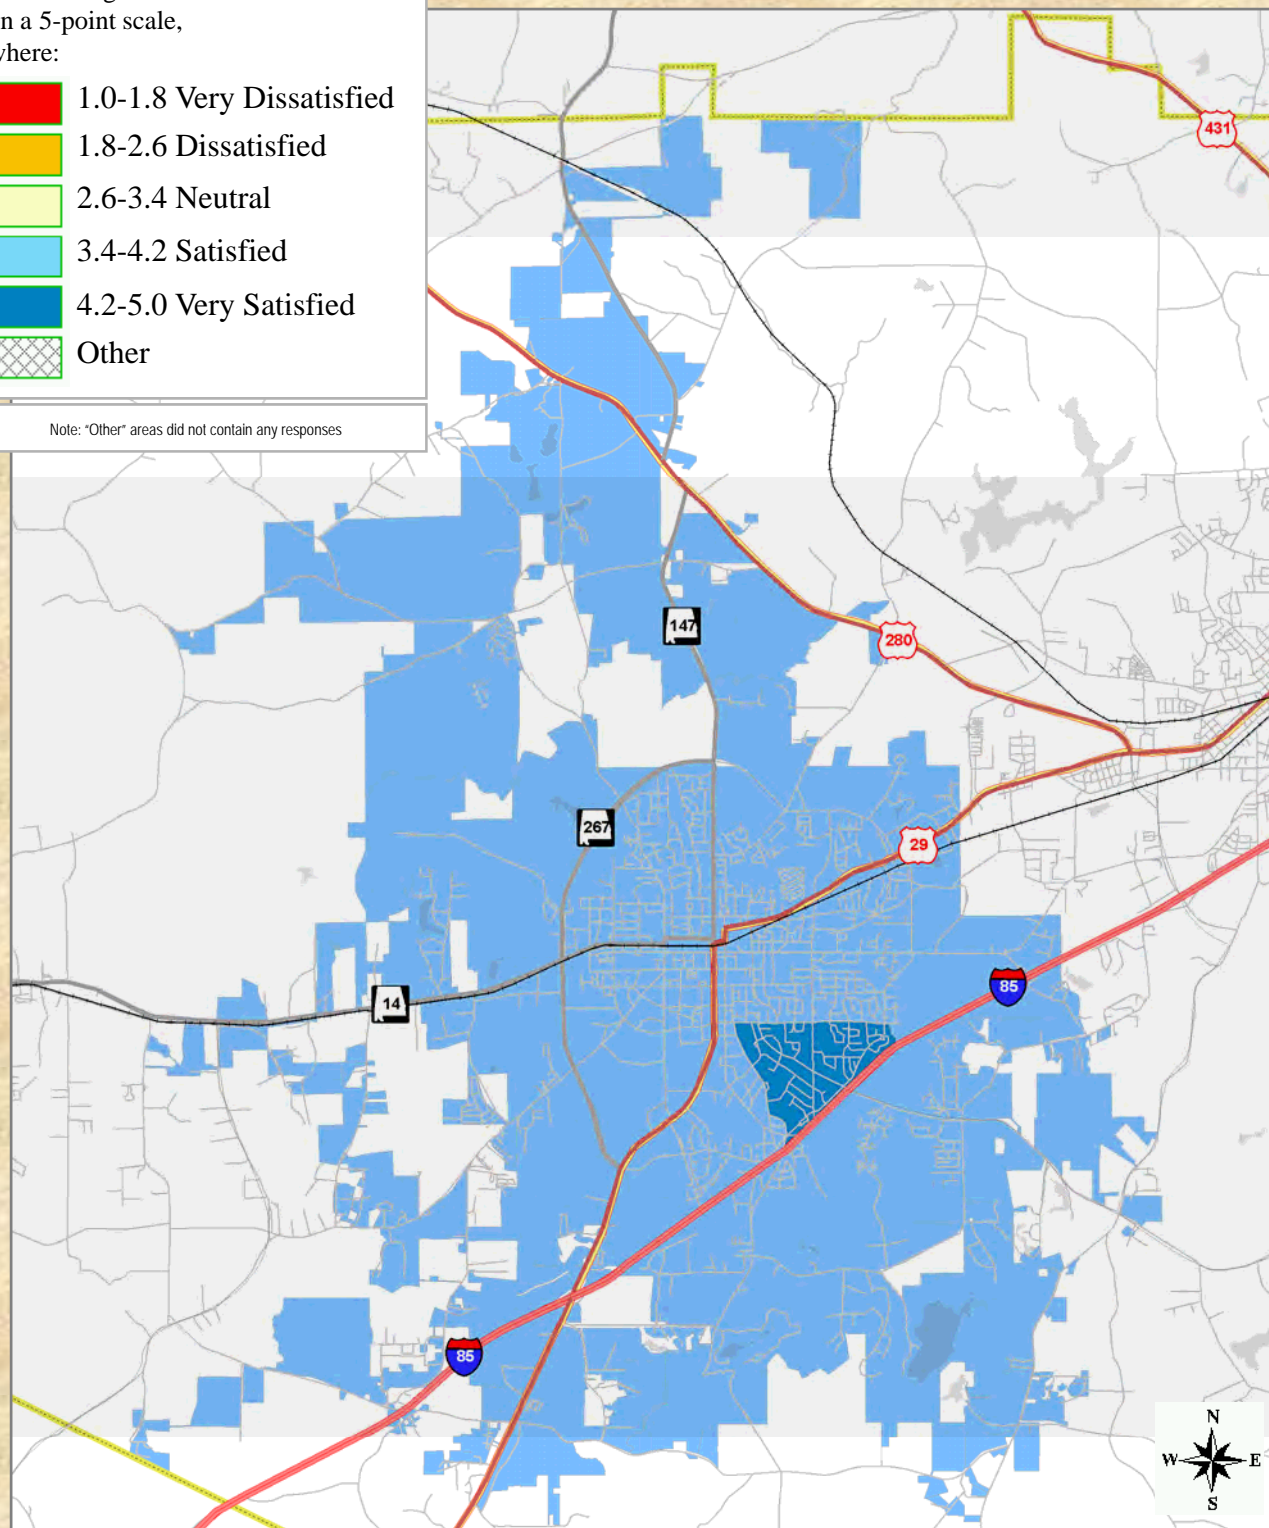 n a 5-point scale,
where:
1.0-1.8 Very Dissatisfied
1.8-2.6 Dissatisfied
2.6-3.4 Neutral
3.4-4.2 Satisfied
4.2-5.0 Very Satisfied
Other
Note: "Other" areas did not contain any responses
431
147
280
267
29
14
85
85
N
W E
S